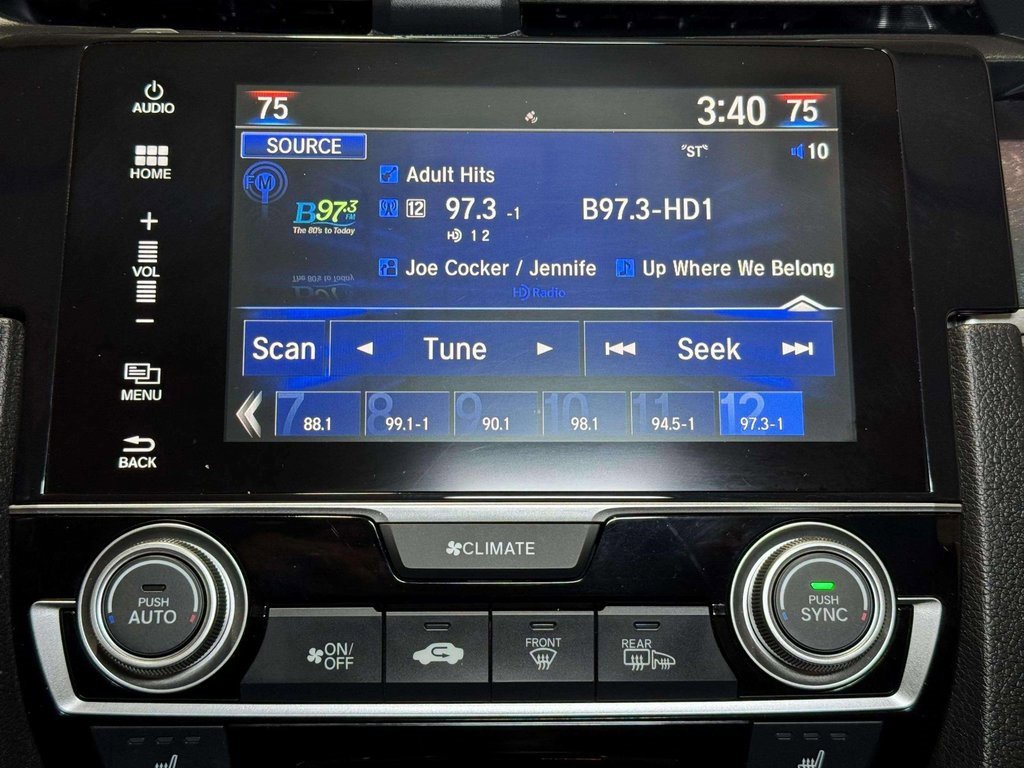 AUDIO
HOME
+
VOL
–
MENU
BACK
75
3:40 75
SOURCE
"ST"
10
FM
Adult Hits
B97.3 FM
The 80's to Today
12 97.3 -1 B97.3-HD1
HD 1 2
Joe Cocker / Jennife Up Where We Belong
HD Radio
Scan Tune Seek
7 88.1
8 99.1-1
9 90.1
10 98.1
11 94.5-1
12 97.3-1
CLIMATE
PUSH
AUTO
ON/
OFF
FRONT
REAR
PUSH
SYNC